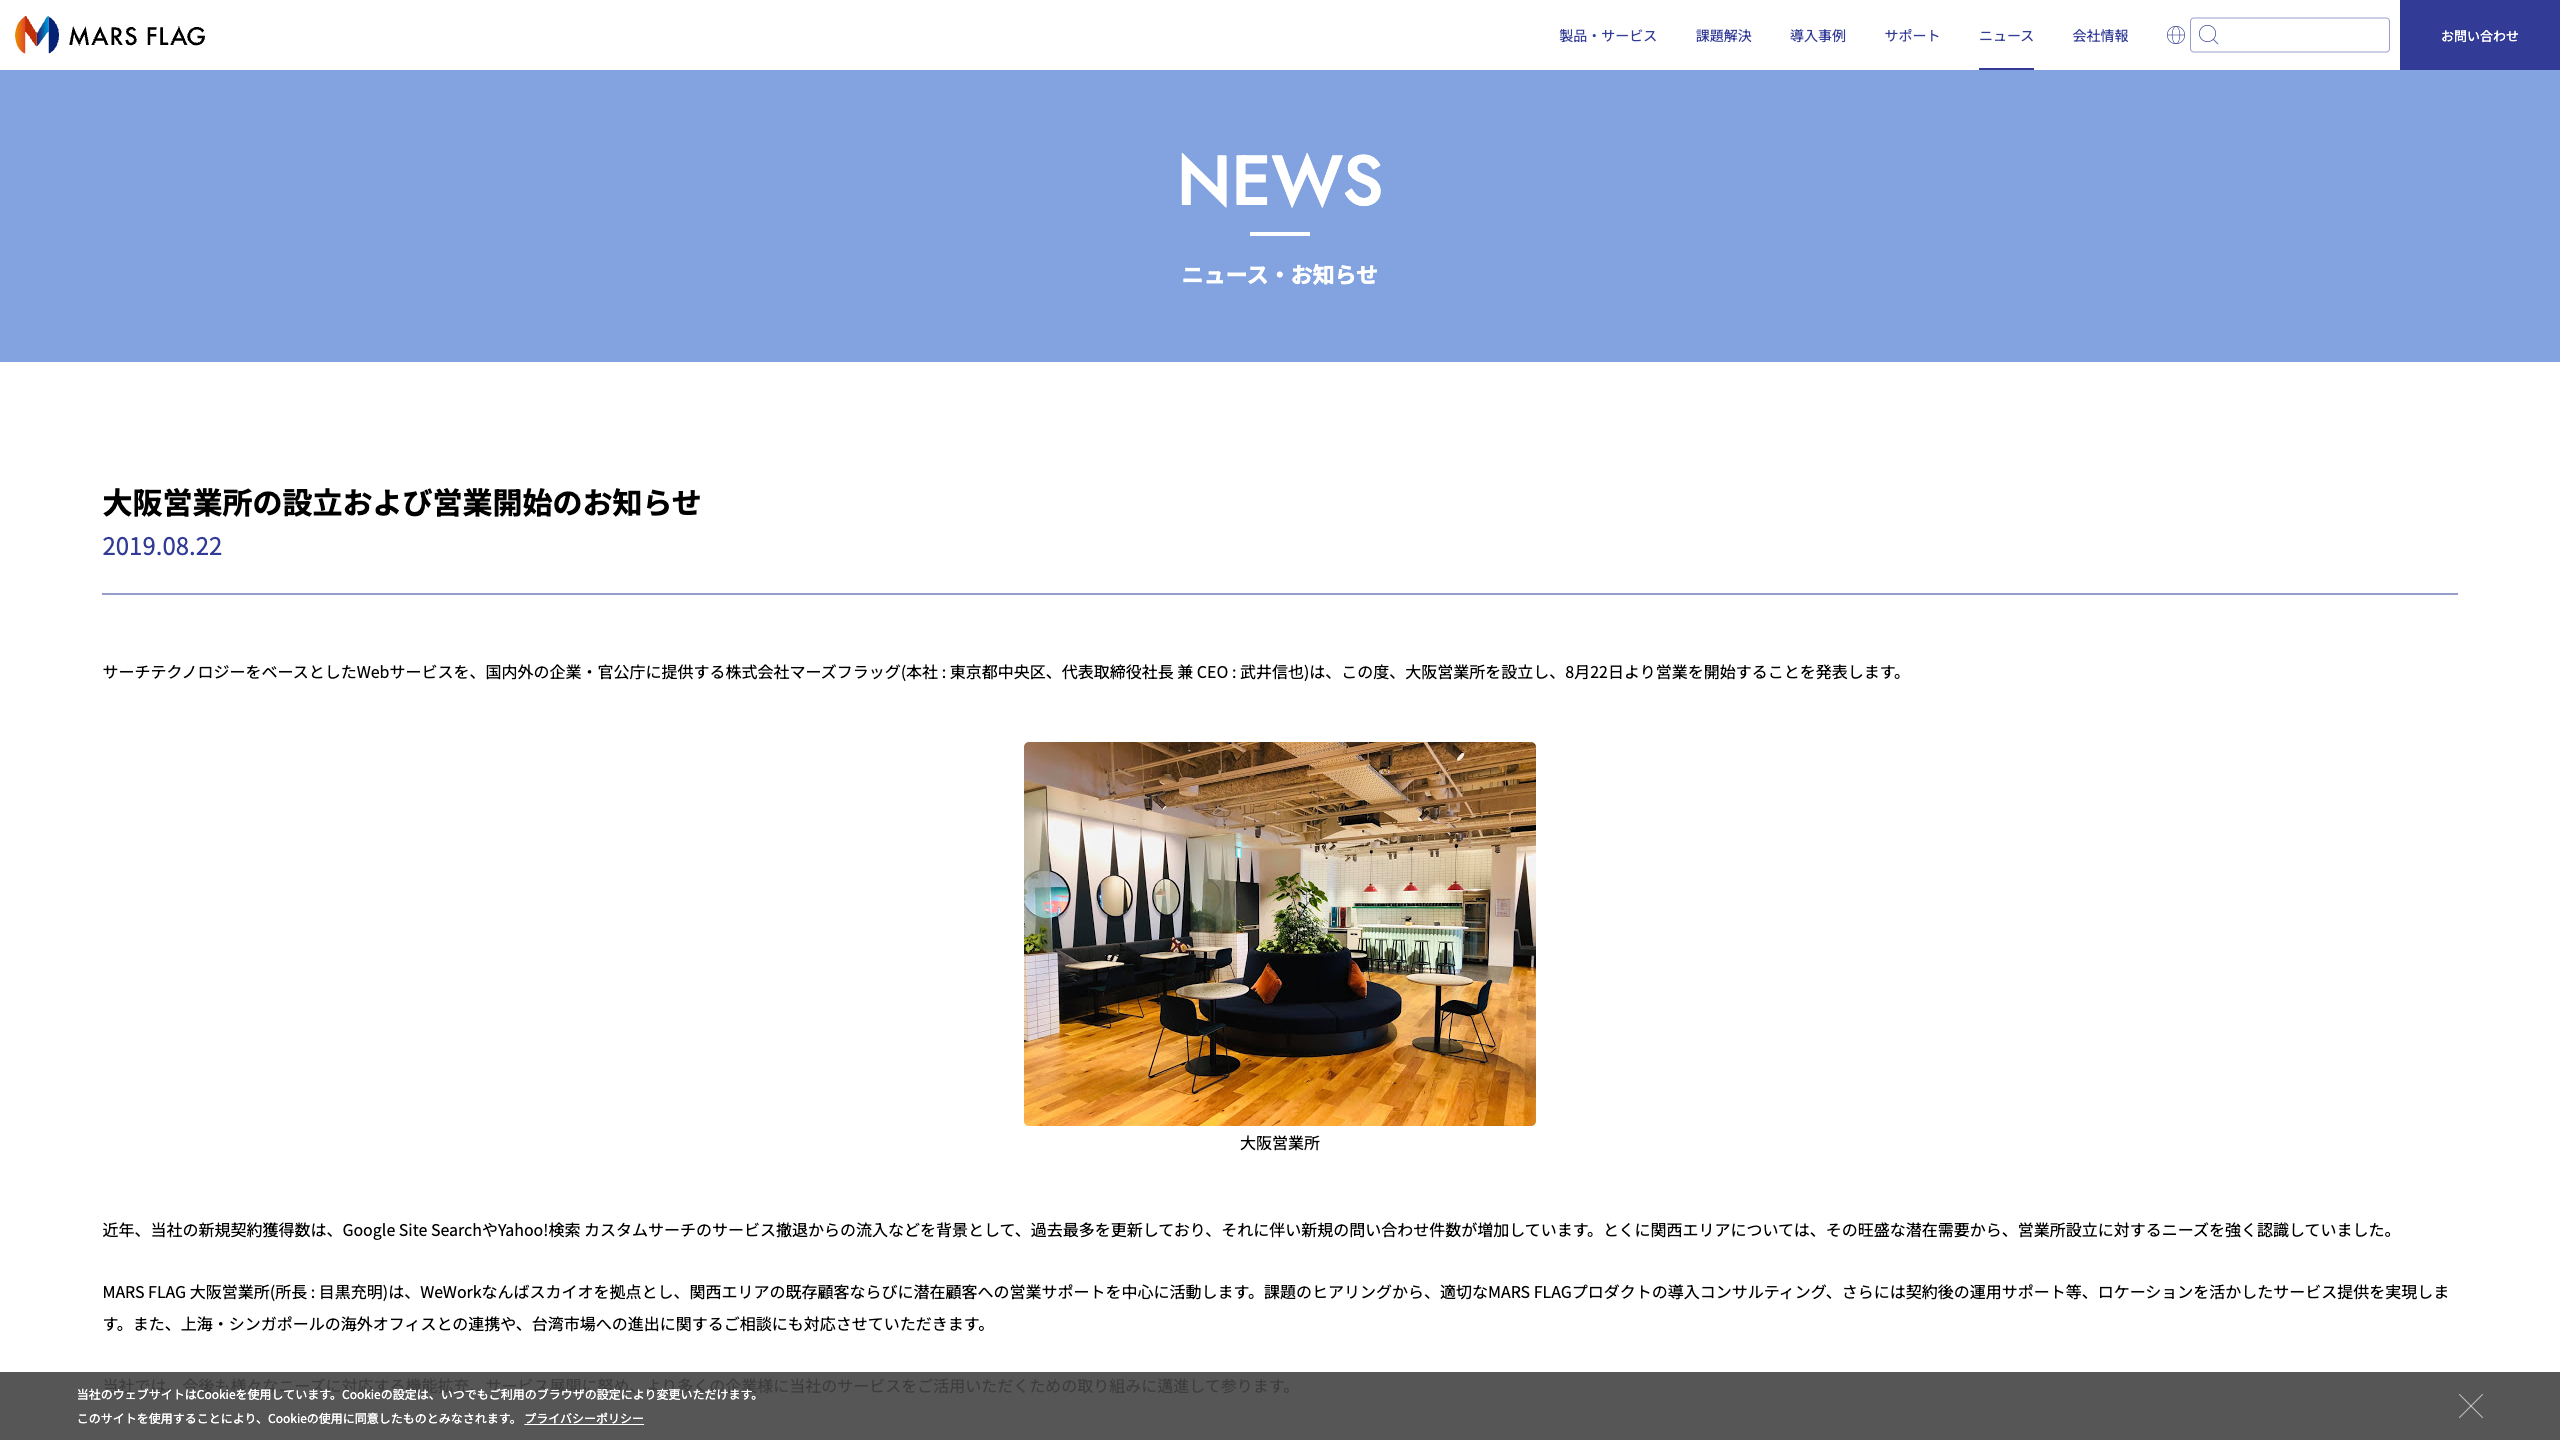 MARS FLAG
製品・サービス
課題解決
導入事例
サポート
ニュース
会社情報
お問い合わせ
NEWS
ニュース・お知らせ
大阪営業所の設立および営業開始のお知らせ
2019.08.22
サーチテクノロジーをベースとしたWebサービスを、国内外の企業・官公庁に提供する株式会社マーズフラッグ(本社 : 東京都中央区、代表取締役社長 兼 CEO : 武井信也)は、この度、大阪営業所を設立し、8月22日より営業を開始することを発表します。
大阪営業所
近年、当社の新規契約獲得数は、Google Site SearchやYahoo!検索 カスタムサーチのサービス撤退からの流入などを背景として、過去最多を更新しており、それに伴い新規の問い合わせ件数が増加しています。とくに関西エリアについては、その旺盛な潜在需要から、営業所設立に対するニーズを強く認識していました。
MARS FLAG 大阪営業所(所長 : 目黒充明)は、WeWorkなんばスカイオを拠点とし、関西エリアの既存顧客ならびに潜在顧客への営業サポートを中心に活動します。課題のヒアリングから、適切なMARS FLAGプロダクトの導入コンサルティング、さらには契約後の運用サポート等、ロケーションを活かしたサービス提供を実現しま
す。また、上海・シンガポールの海外オフィスとの連携や、台湾市場への進出に関するご相談にも対応させていただきます。
当社では、今後も様々なニーズに対応する機能拡充、サービス展開に努め、より多くの企業様に当社のサービスをご活用いただくための取り組みに邁進して参ります。
当社のウェブサイトはCookieを使用しています。Cookieの設定は、いつでもご利用のブラウザの設定により変更いただけます。
このサイトを使用することにより、Cookieの使用に同意したものとみなされます。 プライバシーポリシー